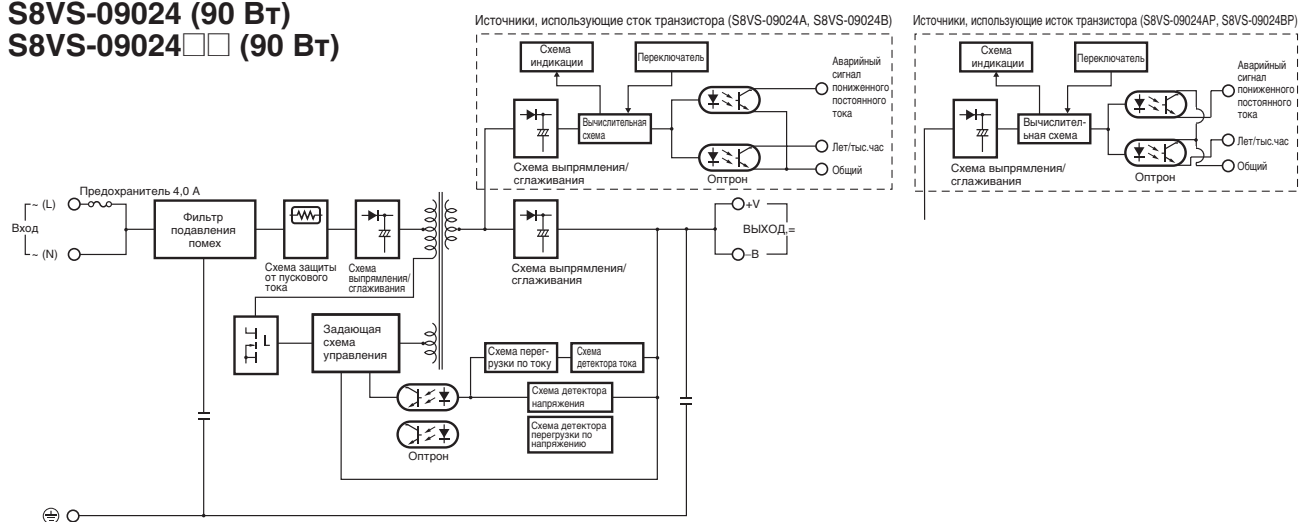 S8VS-09024 (90 Вт)
S8VS-09024□□ (90 Вт)
Источники, использующие сток транзистора (S8VS-09024A, S8VS-09024B)
Схема
индикации
Переключатель
Аварийный
сигнал
пониженного
постоянного
тока
Вычислительная
схема
Лет/тыс.час
Общий
Схема выпрямления/
сглаживания
Оптрон
Источники, использующие исток транзистора (S8VS-09024AP, S8VS-09024BP)
Схема
индикации
Переключатель
Аварийный
сигнал
пониженного
постоянного
тока
Вычислител-
ьная схема
Лет/тыс.час
Общий
Схема выпрямления/
сглаживания
Оптрон
Предохранитель 4,0 А
~ (L)
Вход
~ (N)
Фильтр
подавления
помех
Схема защиты
от пускового
тока
Схема
выпрямления/
сглаживания
Схема выпрямления/
сглаживания
+V
ВЫХОД,=
–В
Задающая
схема
управления
Схема перег-
рузки по току
Схема
детектора тока
Схема детектора
напряжения
Схема детектора
перегрузки по
напряжению
Оптрон